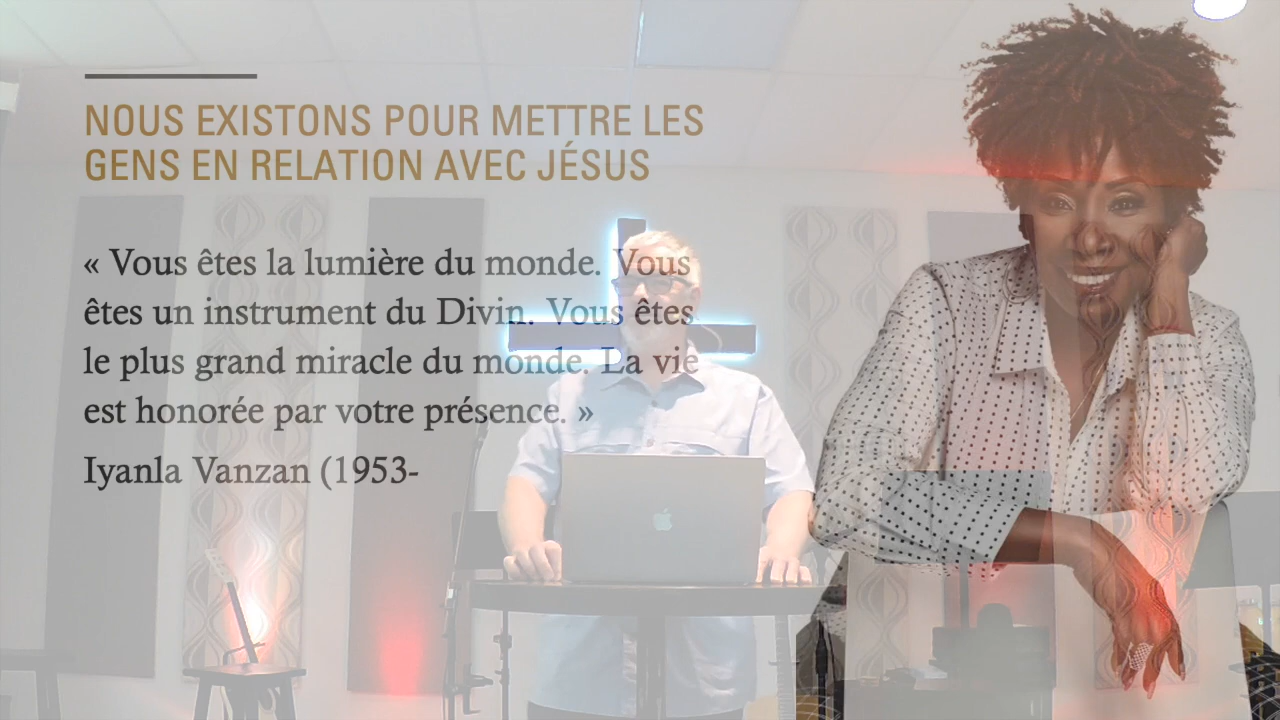 NOUS EXISTONS POUR METTRE LES
GENS EN RELATION AVEC JÉSUS
« Vous êtes la lumière du monde. Vous
êtes un instrument du Divin. Vous êtes
le plus grand miracle du monde. La vie
est honorée par votre présence. »
Iyanla Vanzan (1953-